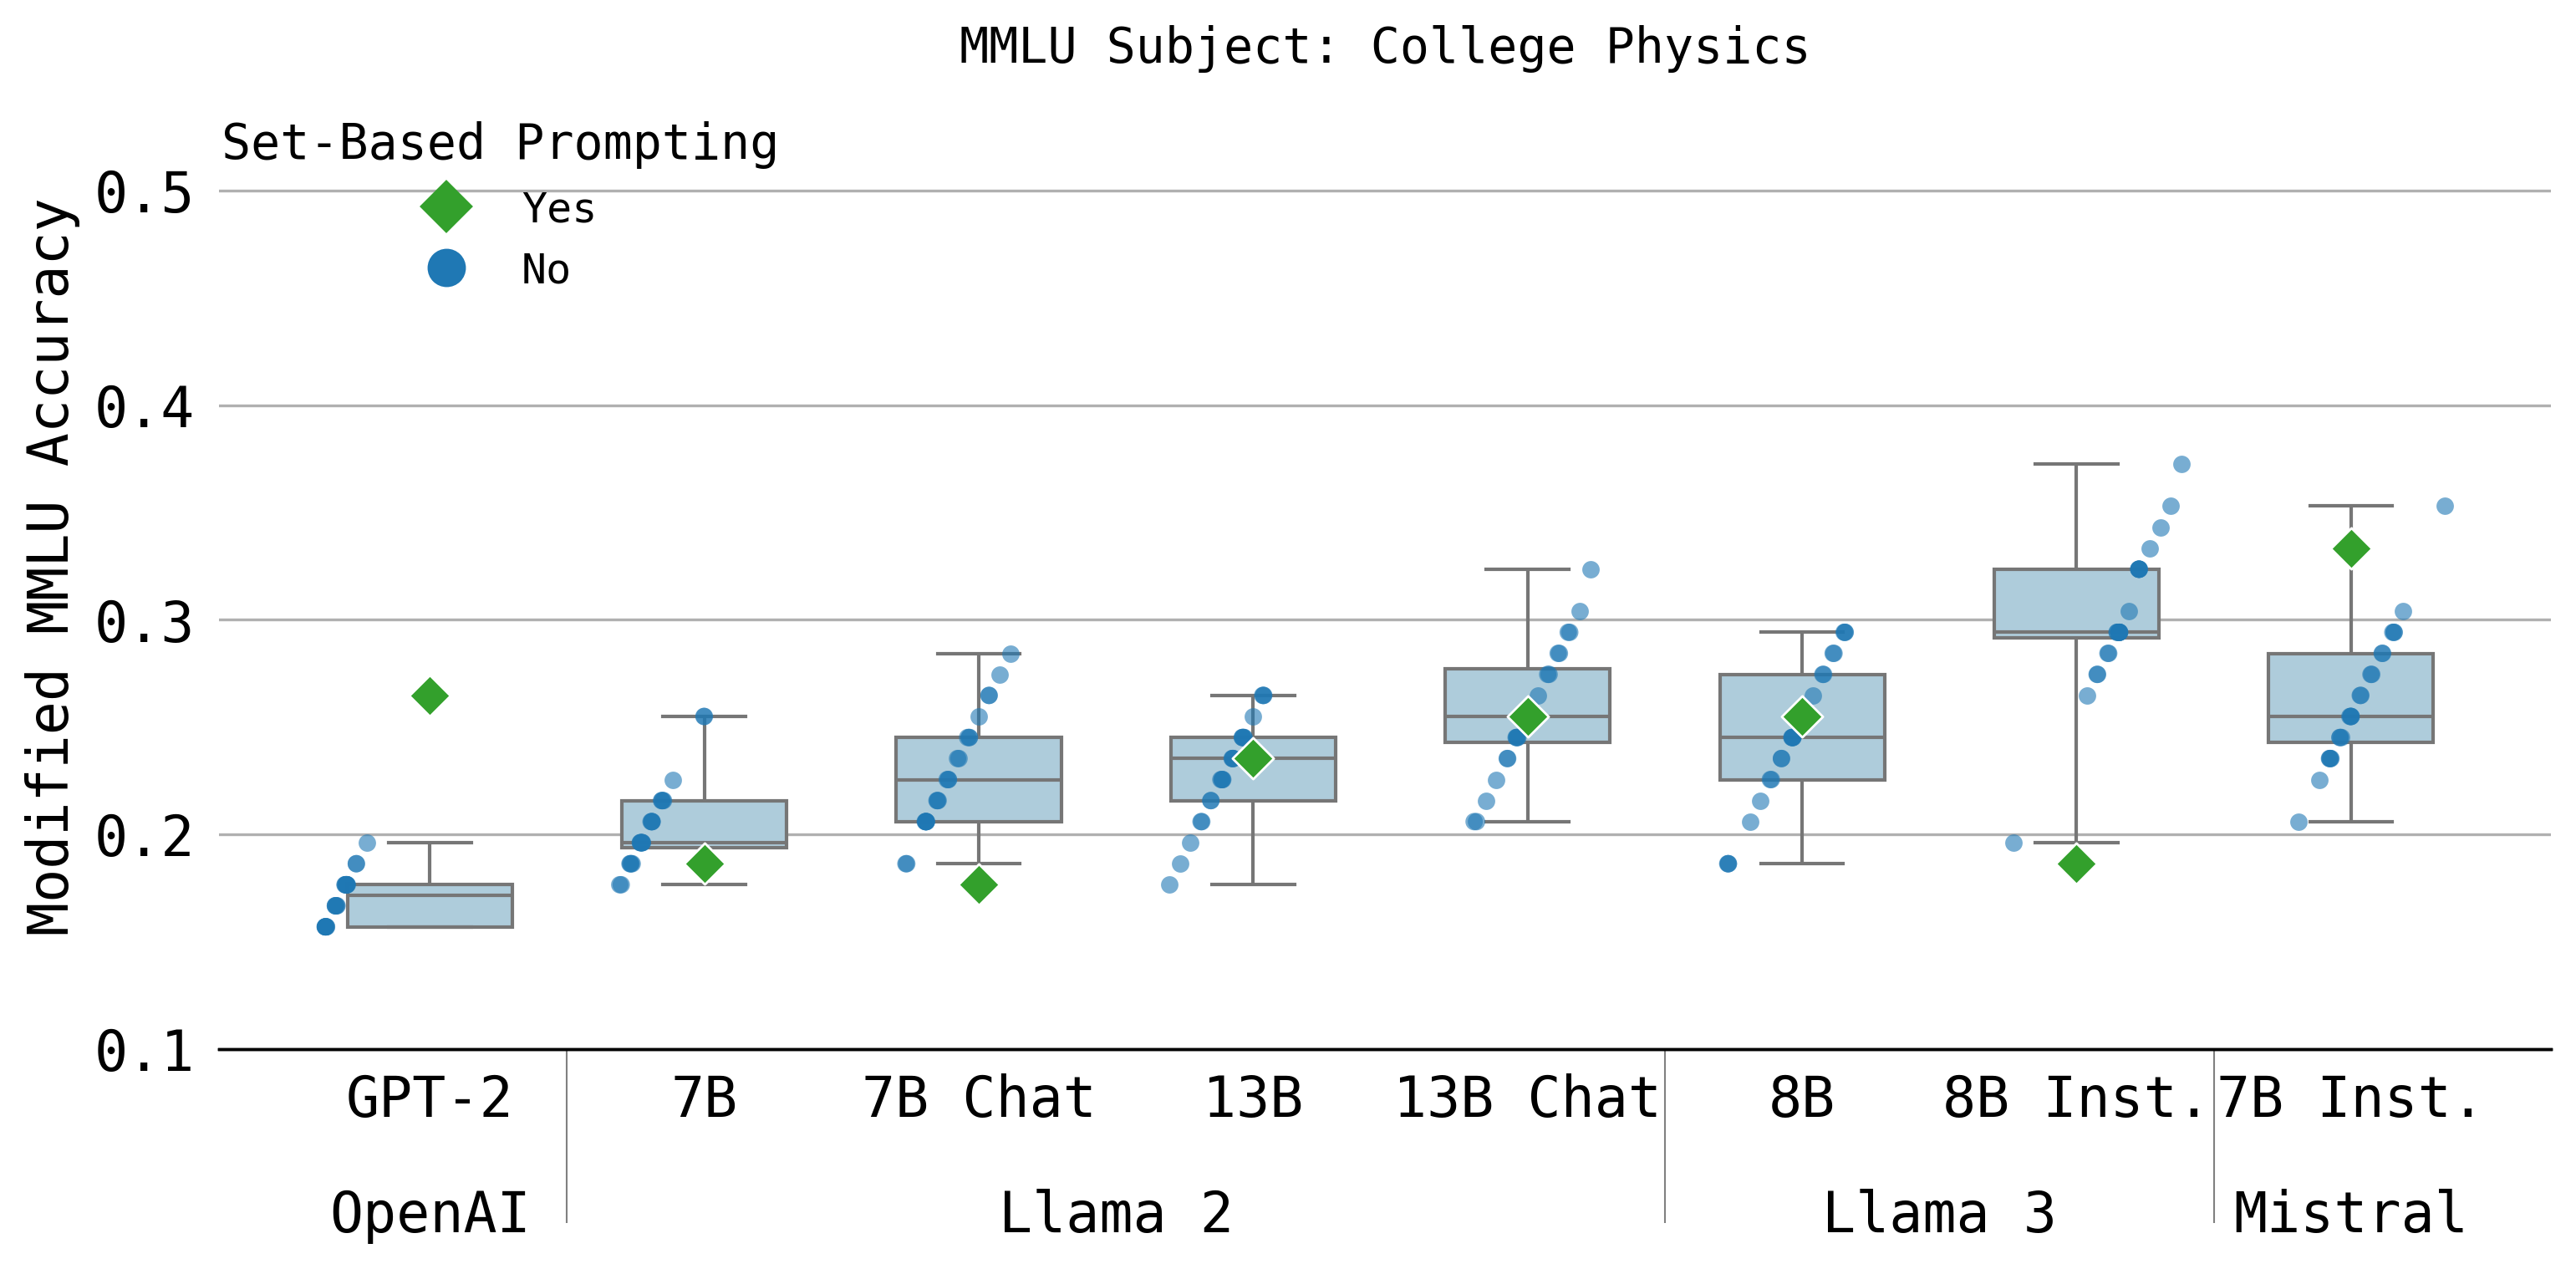 MMLU Subject: College Physics
Set-Based Prompting
Yes
No
Modified MMLU Accuracy
0.5
0.4
0.3
0.2
0.1
GPT-2 7B 7B Chat 13B 13B Chat 8B 8B Inst. 7B Inst.
OpenAI Llama 2 Llama 3 Mistral